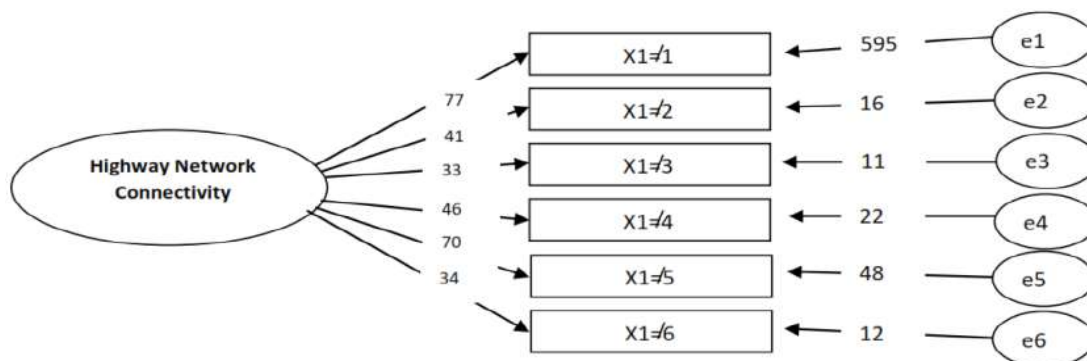 X1≠1
595
e1
77
X1≠2
16
e2
41
Highway Network
Connectivity
33
X1≠3
11
e3
46
X1≠4
22
e4
70
34
X1≠5
48
e5
X1≠6
12
e6